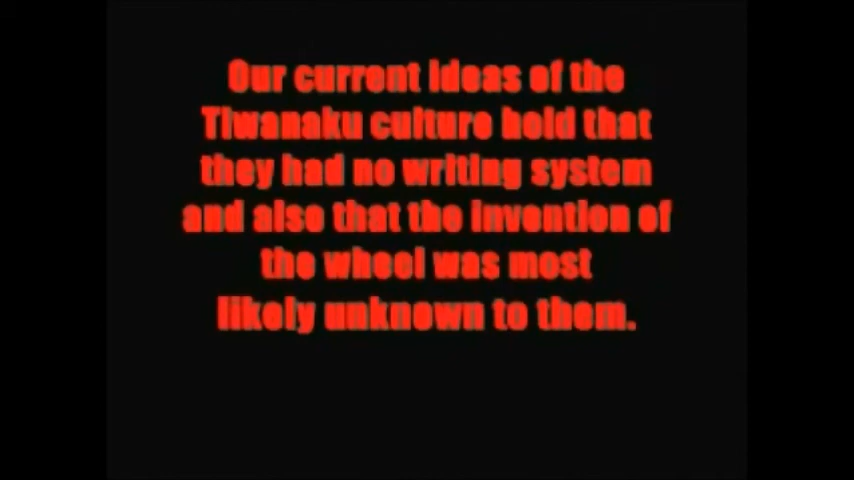 Our current ideas of the
Tiwanaku culture hold that
they had no writing system
and also that the invention of
the wheel was most
likely unknown to them.